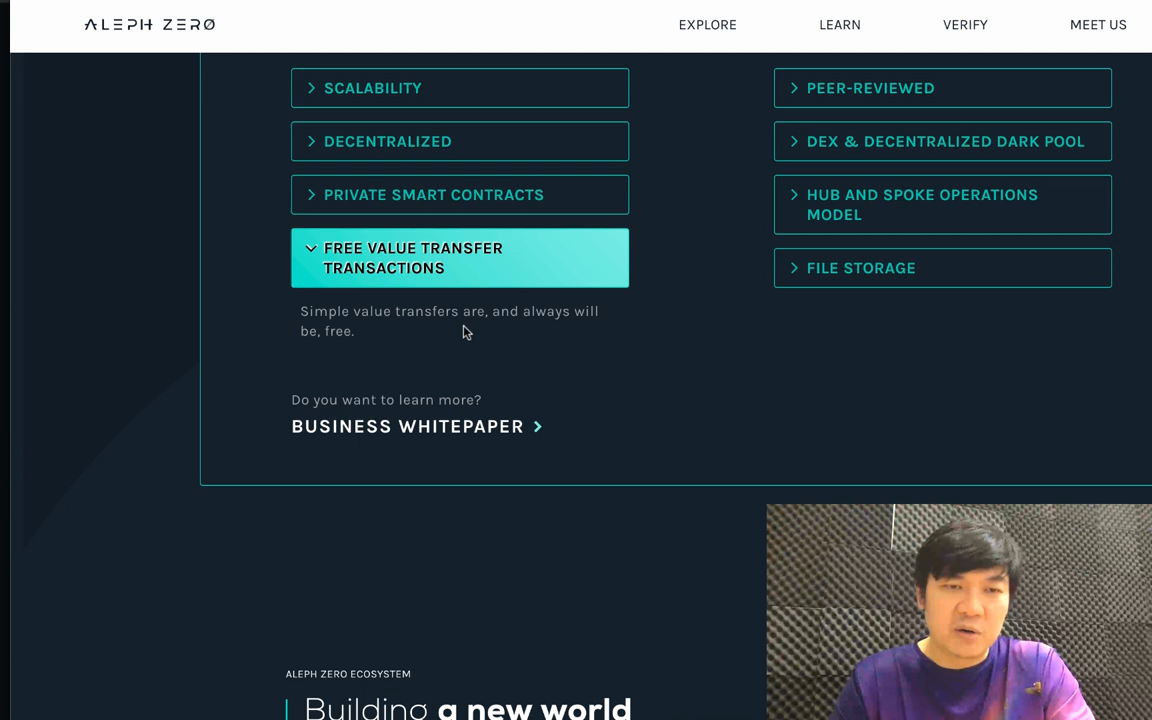 ALEPH ZERØ
EXPLORE
LEARN
VERIFY
MEET US
SCALABILITY
DECENTRALIZED
PRIVATE SMART CONTRACTS
FREE VALUE TRANSFER
TRANSACTIONS
Simple value transfers are, and always will
be, free.
PEER-REVIEWED
DEX & DECENTRALIZED DARK POOL
HUB AND SPOKE OPERATIONS
MODEL
FILE STORAGE
Do you want to learn more?
BUSINESS WHITEPAPER
ALEPH ZERO ECOSYSTEM
Building a new world